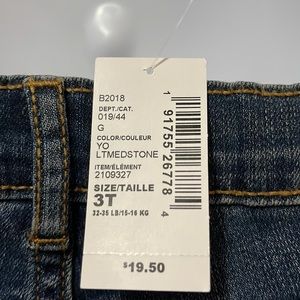 B2018
DEPT./CAT.
019/44
G
COLOR/COULEUR
YO
LTMEDSTONE
ITEM/ÉLÉMENT
2109327
SIZE/TAILLE
3T
32-35 LB/15-16 KG
$19.50
1 91755 26778 4